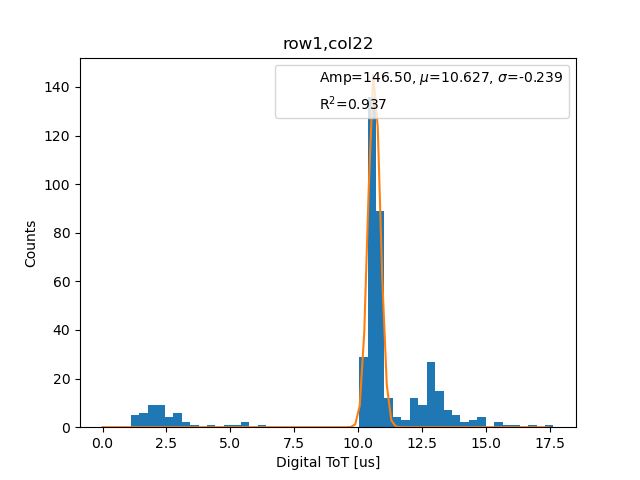 row1,col22
Amp=146.50, μ=10.627, σ=-0.239
R²=0.937
140
120
100
80
60
40
20
0
Counts
0.0 2.5 5.0 7.5 10.0 12.5 15.0 17.5
Digital ToT [us]